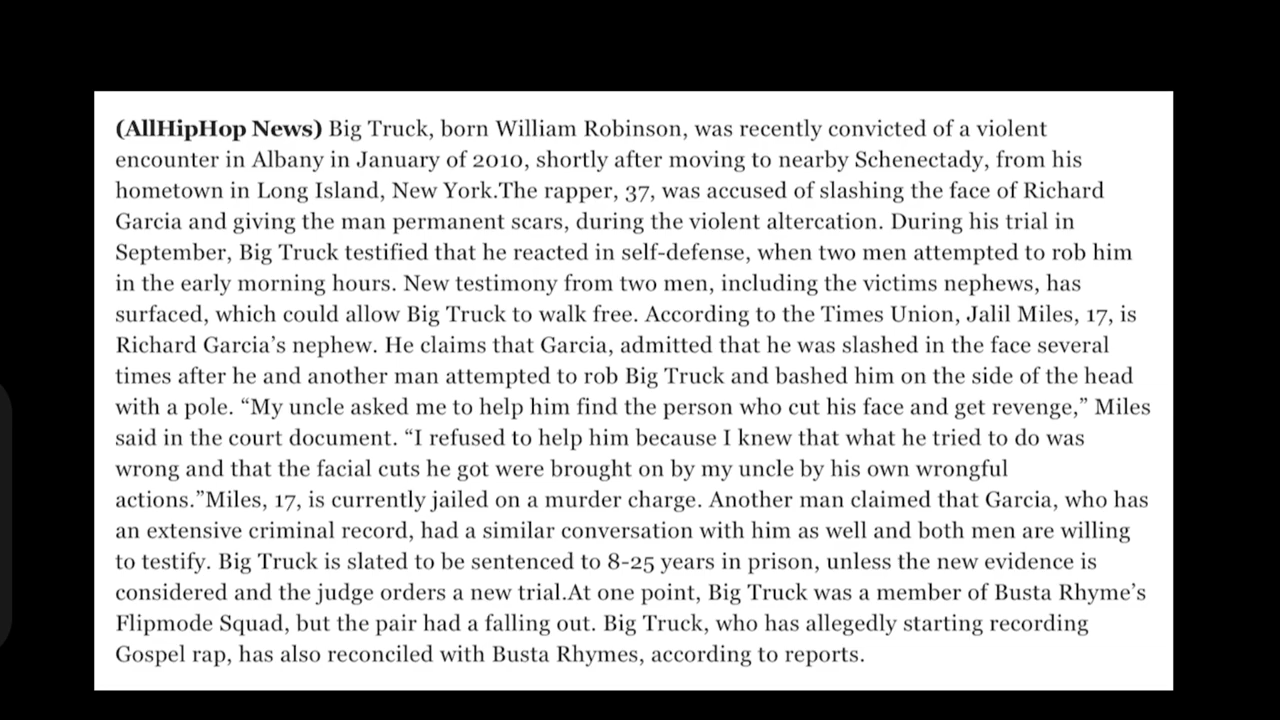 (AllHipHop News) Big Truck, born William Robinson, was recently convicted of a violent
encounter in Albany in January of 2010, shortly after moving to nearby Schenectady, from his
hometown in Long Island, New York.The rapper, 37, was accused of slashing the face of Richard
Garcia and giving the man permanent scars, during the violent altercation. During his trial in
September, Big Truck testified that he reacted in self-defense, when two men attempted to rob him
in the early morning hours. New testimony from two men, including the victims nephews, has
surfaced, which could allow Big Truck to walk free. According to the Times Union, Jalil Miles, 17, is
Richard Garcia’s nephew. He claims that Garcia, admitted that he was slashed in the face several
times after he and another man attempted to rob Big Truck and bashed him on the side of the head
with a pole. “My uncle asked me to help him find the person who cut his face and get revenge,” Miles
said in the court document. “I refused to help him because I knew that what he tried to do was
wrong and that the facial cuts he got were brought on by my uncle by his own wrongful
actions.”Miles, 17, is currently jailed on a murder charge. Another man claimed that Garcia, who has
an extensive criminal record, had a similar conversation with him as well and both men are willing
to testify. Big Truck is slated to be sentenced to 8-25 years in prison, unless the new evidence is
considered and the judge orders a new trial.At one point, Big Truck was a member of Busta Rhyme’s
Flipmode Squad, but the pair had a falling out. Big Truck, who has allegedly starting recording
Gospel rap, has also reconciled with Busta Rhymes, according to reports.